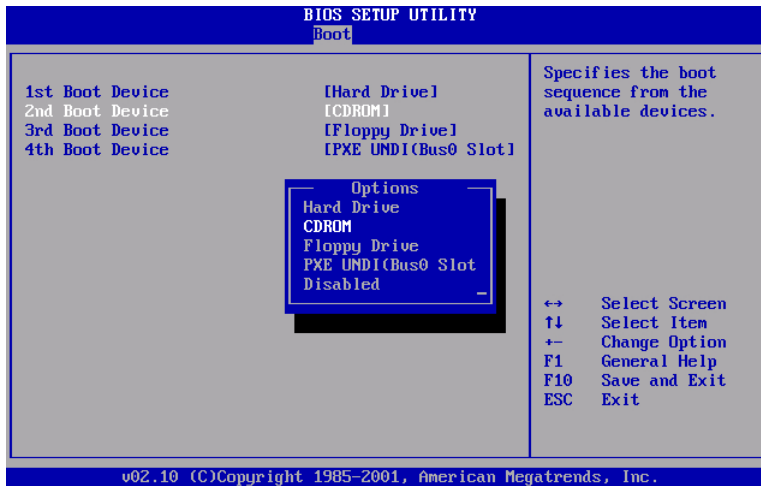 BIOS SETUP UTILITY
Boot
1st Boot Device [Hard Drive]
2nd Boot Device [CDROM]
3rd Boot Device [Floppy Drive]
4th Boot Device [PXE UNDI(Bus0 Slot]
Options
Hard Drive
CDROM
Floppy Drive
PXE UNDI(Bus0 Slot
Disabled
Specifies the boot
sequence from the
available devices.
↔ Select Screen
↑↓ Select Item
+- Change Option
F1 General Help
F10 Save and Exit
ESC Exit
v02.10 (C)Copyright 1985-2001, American Megatrends, Inc.